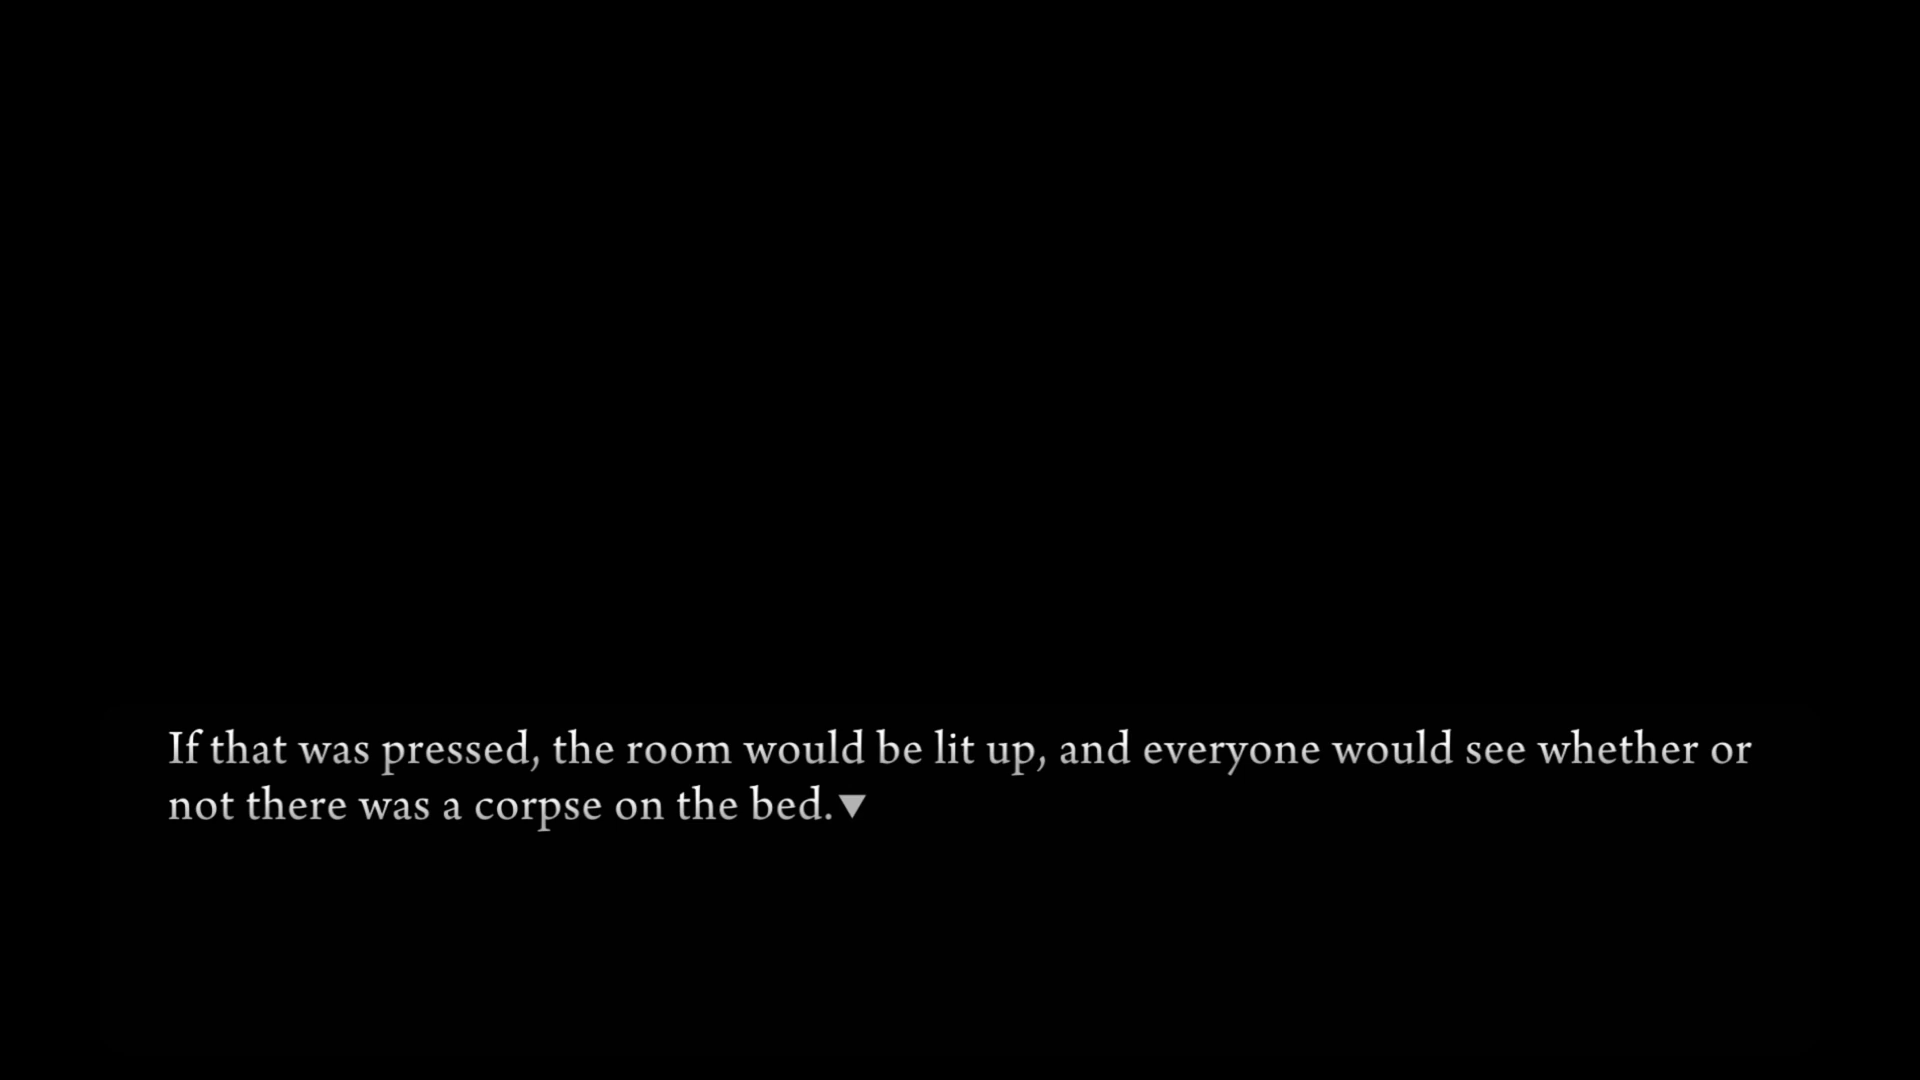 If that was pressed, the room would be lit up, and everyone would see whether or
not there was a corpse on the bed.▼